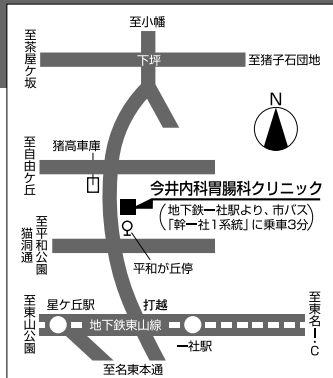 至小幡
至茶屋ケ坂
下坪
至猪子石団地
N
至自由ケ丘
猪高車庫
今井内科胃腸科クリニック
(地下鉄一社駅より、市バス
「幹一社1系統」に乗車3分)
至平和公園
猫洞通
平和が丘停
星ケ丘駅
打越
至東山公園
地下鉄東山線
一社駅
至東名I・C
至名東本通